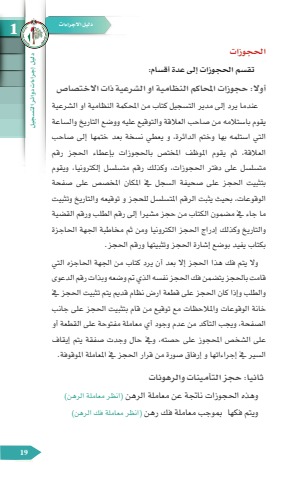 دليل الاجراءات
1
دليل إجراءات دوائر التسجيل
الحجوزات
تقسم الحجوزات إلى عدة أقسام:
أولا: حجوزات المحاكم النظامية او الشرعية ذات الاختصاص
عندما يرد إلى مدير التسجيل كتاب من المحكمة النظامية او الشرعية
يقوم باستلامه من صاحب العلاقة والتوقيع عليه ووضع التاريخ والساعة
التي استلمه بها وختم الدائرة، و يعطي نسخة بعد ختمها إلى صاحب
العلاقة، ثم يقوم الموظف المختص بالحجوزات بإعطاء الحجز رقم
متسلسل على دفتر الحجوزات، وكذلك رقم متسلسل إلكترونيا، ويقوم
بتثبيت الحجز على صحيفة السجل في المكان المخصص على صفحة
الوقوعات، بحيث يثبت الرقم المتسلسل للحجز و توقيعه والتاريخ وتثبيت
ما جاء في مضمون الكتاب من حجز مشيرا إلى رقم الطلب ورقم القضية
والتاريخ وكذلك إدراج الحجز الكترونيا ومن ثم مخاطبة الجهة الحاجزة
بكتاب يفيد بوضع إشارة الحجز وتثبيتها ورقم الحجز.
ولا يتم فك هذا الحجز إلا بعد أن يرد كتاب من الجهة الحاجزه التي
قامت بالحجز يتضمن فك الحجز نفسه الذي تم وضعه وبذات رقم الدعوى
والطلب وإذا كان الحجز على قطعة ارض نظام قديم يتم تثبيت الحجز في
خانة الوقوعات والملاحظات مع توقيع من قام بتثبيت الحجز على جانب
الصفحة، ويجب التأكد من عدم وجود أي معاملة مفتوحة على القطعة أو
على الشخص المحجوز على حصته، وفي حال وجدت صفقة يتم إيقاف
السير في إجراءاتها و إرفاق صورة من قرار الحجز في المعاملة الموقوفة.
ثانيا: حجز التأمينات والرهونات
وهذه الحجوزات ناتجة عن معاملة الرهن (انظر معاملة الرهن)
ويتم فكها بموجب معاملة فك رهن (انظر معاملة فك الرهن)
19